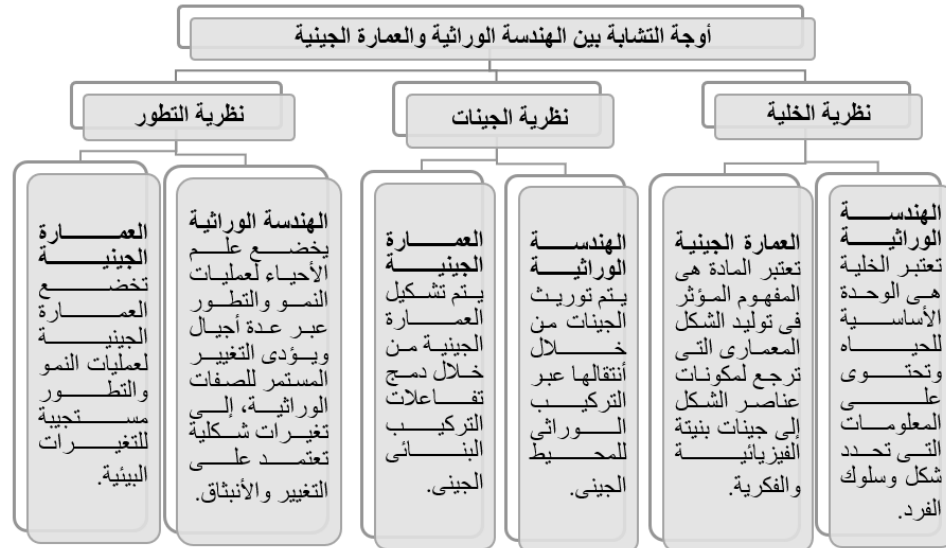 أوجة التشابة بين الهندسة الوراثية والعمارة الجينية
نظرية الخلية
نظرية الجينات
نظرية التطور
الهندسة
الوراثية
تعتبر الخلية
هى الوحدة
الأساسية
للحياه
وتحتوى
على
المعلومات
التى تحدد
شكل وسلوك
الفرد.
العمارة الجينية
تعتبر المادة هى
المفهوم المؤثر
فى توليد الشكل
المعمارى التى
ترجع لمكونات
عناصر الشكل
إلى جينات بنيتة
الفيزيائية
والفكرية.
الهندسة
الوراثية
يتم توريث
الجينات من
خلال
أنتقالها عبر
التركيب
الوراثى
للمحيط
الجينى.
العمارة
الجينية
يتم تشكيل
العمارة
الجينية من
خلال دمج
تفاعلات
التركيب
البنائى
الجينى.
الهندسة الوراثية
يخضع علم
الأحياء لعمليات
النمو والتطور
عبر عدة أجيال
ويؤدى التغيير
المستمر للصفات
الوراثية، إلى
تغيرات شكلية
تعتمد على
التغيير والأنبثاق.
العمارة
الجينية
تخضع
العمارة
الجينية
لعمليات النمو
والتطور
مستجيبة
للتغيرات
البيئية.